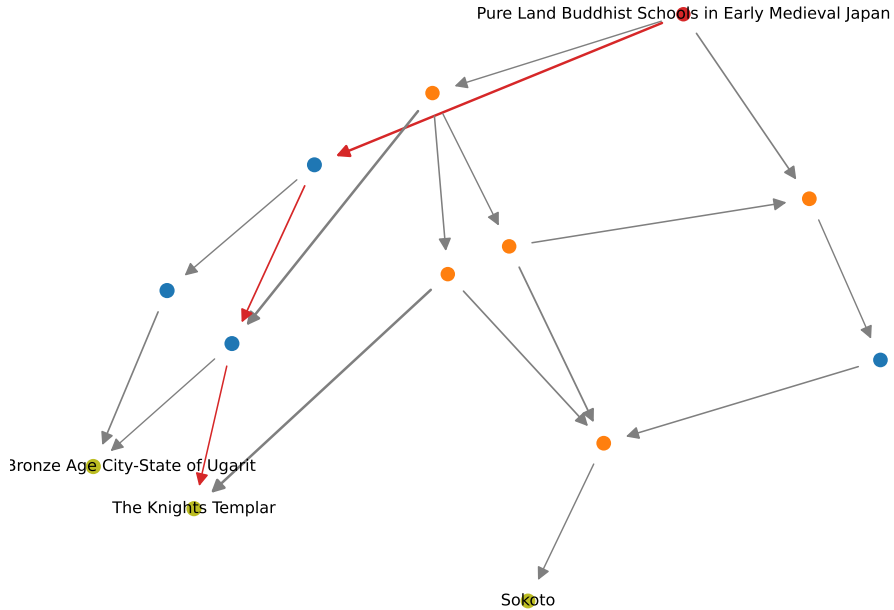 Pure Land Buddhist Schools in Early Medieval Japan
Bronze Age City-State of Ugarit
The Knights Templar
Sokoto